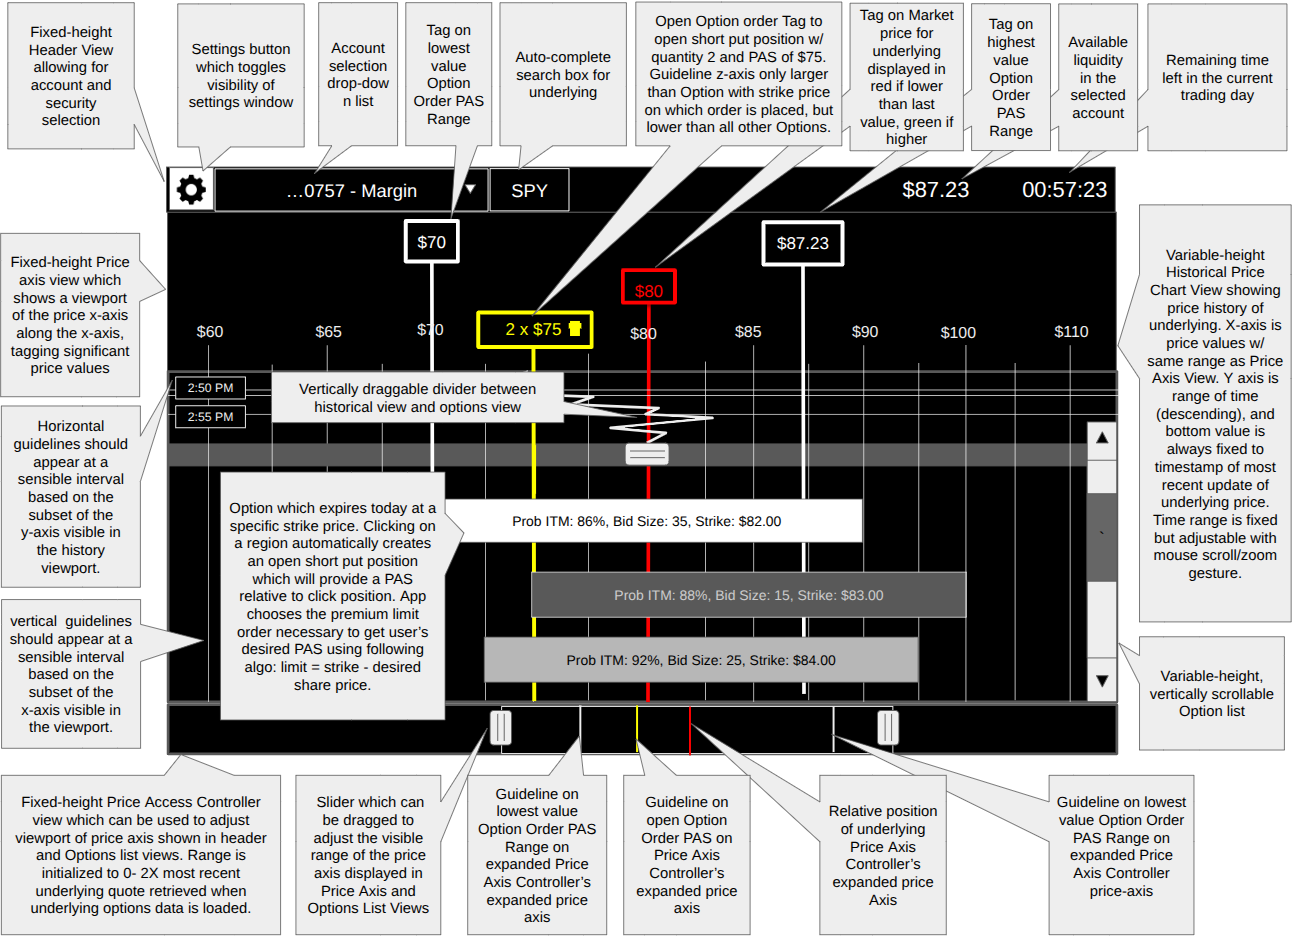 Fixed-height
Header View
allowing for
account and
security
selection
Settings button
which toggles
visibility of
settings window
Account
selection
drop-dow
n list
Tag on
lowest
value
Option
Order PAS
Range
Auto-complete
search box for
underlying
Open Option order Tag to
open short put position w/
quantity 2 and PAS of $75.
Guideline z-axis only larger
than Option with strike price
on which order is placed, but
lower than all other Options.
Tag on Market
price for
underlying
displayed in
red if lower
than last
value, green if
higher
Tag on
highest
value
Option
Order
PAS
Range
Available
liquidity
in the
selected
account
Remaining time
left in the current
trading day
...0757 - Margin
SPY
$87.23
00:57:23
$70
$87.23
$80
2 x $75
$60
$65
$70
$80
$85
$90
$100
$110
2:50 PM
2:55 PM
Vertically draggable divider between
historical view and options view
Fixed-height Price
axis view which
shows a viewport
of the price x-axis
along the x-axis,
tagging significant
price values
Horizontal
guidelines should
appear at a
sensible interval
based on the
subset of the
y-axis visible in
the history
viewport.
vertical guidelines
should appear at a
sensible interval
based on the
subset of the
x-axis visible in
the viewport.
Option which expires today at a
specific strike price. Clicking on
a region automatically creates
an open short put position
which will provide a PAS
relative to click position. App
chooses the premium limit
order necessary to get user's
desired PAS using following
algo: limit = strike - desired
share price.
Prob ITM: 86%, Bid Size: 35, Strike: $82.00
Prob ITM: 88%, Bid Size: 15, Strike: $83.00
Prob ITM: 92%, Bid Size: 25, Strike: $84.00
Variable-height
Historical Price
Chart View showing
price history of
underlying. X-axis is
price values w/
same range as Price
Axis View. Y axis is
range of time
(descending), and
bottom value is
always fixed to
timestamp of most
recent update of
underlying price.
Time range is fixed
but adjustable with
mouse scroll/zoom
gesture.
Variable-height,
vertically scrollable
Option list
Fixed-height Price Access Controller
view which can be used to adjust
viewport of price axis shown in header
and Options list views. Range is
initialized to 0- 2X most recent
underlying quote retrieved when
underlying options data is loaded.
Slider which can
be dragged to
adjust the visible
range of the price
axis displayed in
Price Axis and
Options List Views
Guideline on
lowest value
Option Order PAS
Range on
expanded Price
Axis Controller's
expanded price
axis
Guideline on
open Option
Order PAS on
Price Axis
Controller's
expanded price
axis
Relative position
of underlying
Price Axis
Controller's
expanded price
Axis
Guideline on lowest
value Option Order
PAS Range on
expanded Price
Axis Controller
price-axis